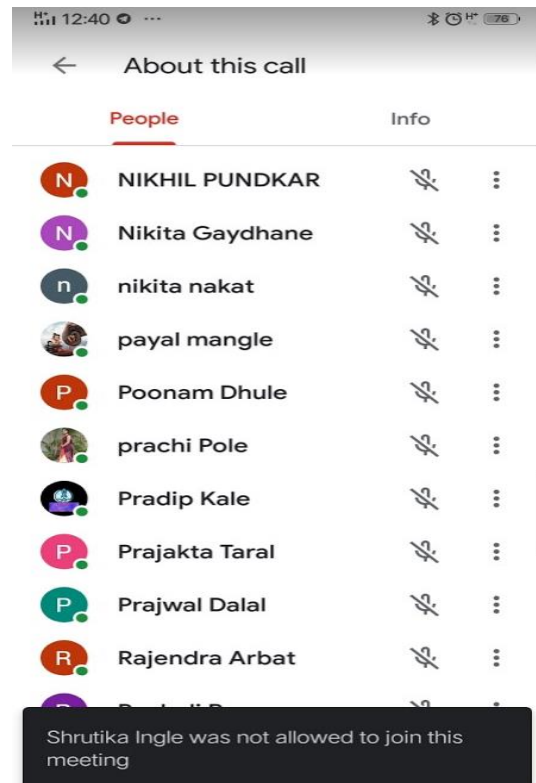 12:40
H+ 76
About this call
People Info
N NIKHIL PUNDKAR
N Nikita Gaydhane
n nikita nakat
payal mangle
P Poonam Dhule
prachi Pole
Pradip Kale
P Prajakta Taral
P Prajwal Dalal
R Rajendra Arbat
Shrutika Ingle was not allowed to join this
meeting